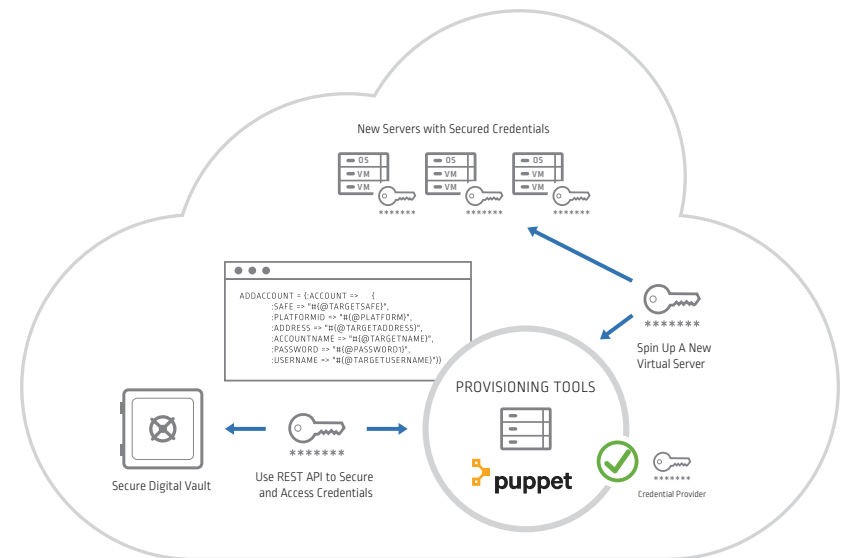 New Servers with Secured Credentials
OS
VM
VM
*******
OS
VM
VM
*******
OS
VM
VM
*******
ADDACCOUNT = {:ACCOUNT => {
:SAFE => "#{@TARGETSAFE}",
:PLATFORMID => "#{@PLATFORM}",
:ADDRESS => "#{@TARGETADDRESS}",
:ACCOUNTNAME => "#{@TARGETNAME}",
:PASSWORD => "#{@PASSWORD1}",
:USERNAME => "#{@TARGETUSERNAME}"}}
*******
Spin Up A New
Virtual Server
PROVISIONING TOOLS
puppet
*******
Credential Provider
Secure Digital Vault
*******
Use REST API to Secure
and Access Credentials